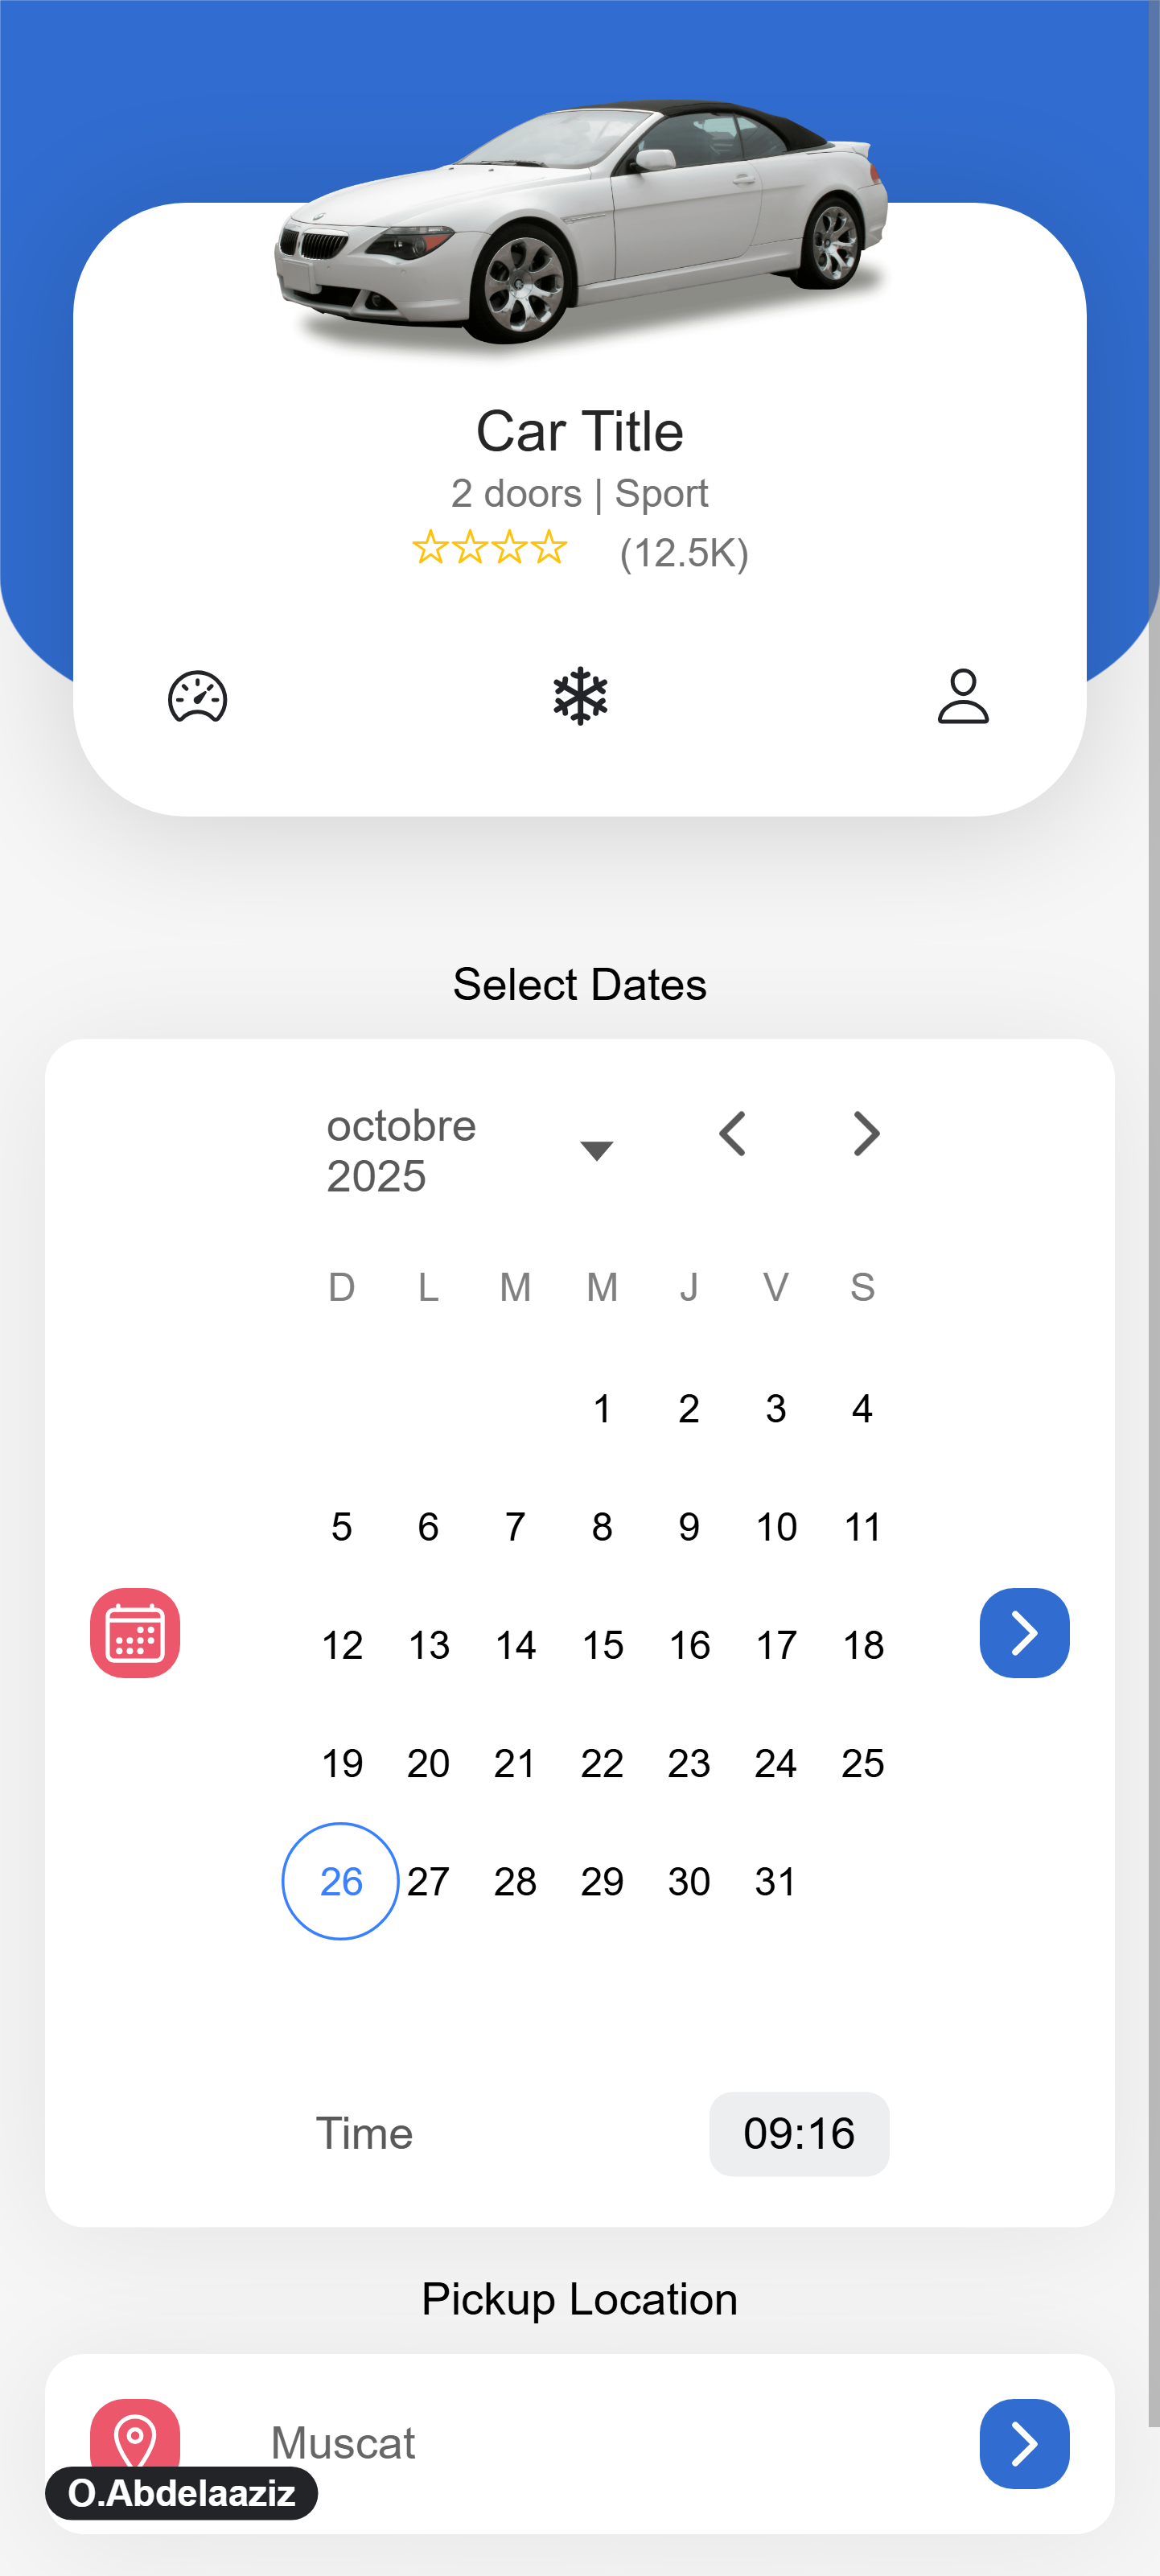 Car Title
2 doors | Sport
(12.5K)
Select Dates
octobre
2025
D L M M J V S
1 2 3 4
5 6 7 8 9 10 11
12 13 14 15 16 17 18
19 20 21 22 23 24 25
26 27 28 29 30 31
Time 09:16
Pickup Location
Muscat
O.Abdelaaziz